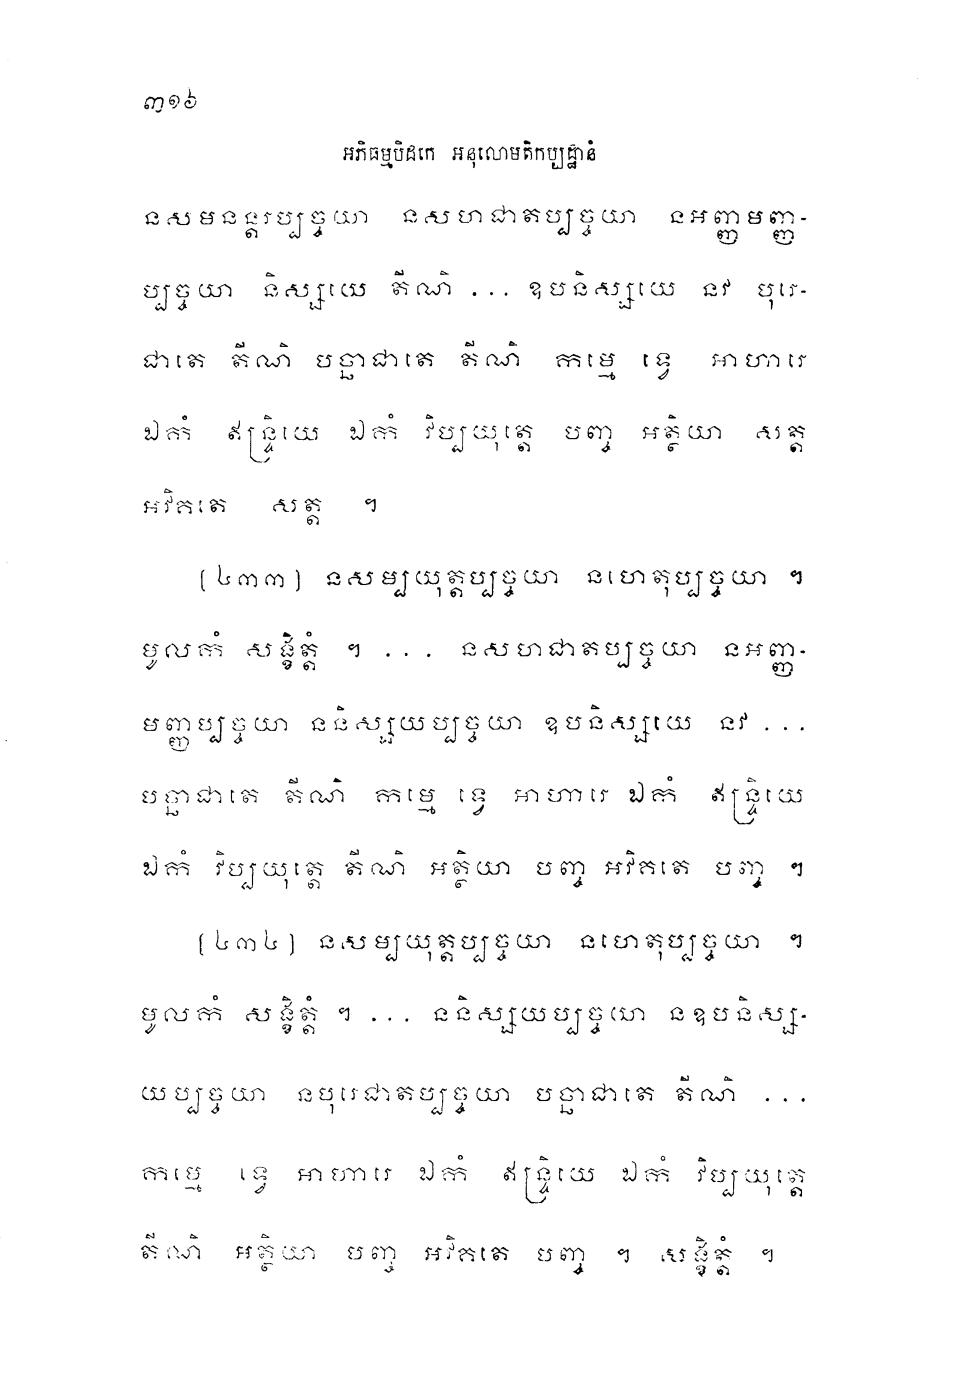 ៣១៦
អភិធម្មបិដកេ អនុលោមតិកប្បដ្ឋានំ
នសមនន្តរប្បច្ចយា នសហជាតប្បច្ចយា នអញ្ញមញ្ញ-
ប្បច្ចយា និស្សយេ តីណិ ... ឧបនិស្សយេ នវ បុរេ-
ជាតេ តីណិ បច្ឆាជាតេ តីណិ កម្មេ ទ្វេ អាហារេ
ឯកំ ឥន្ទ្រិយេ ឯកំ វិប្បយុត្តេ បញ្ច អត្ថិយា សត្ត
អវិគតេ សត្ត ។
(៤៣៣) នសម្បយុត្តប្បច្ចយា នហេតុប្បច្ចយា ។
មូលកំ សង្ខិត្តំ ។ ... នសហជាតប្បច្ចយា នអញ្ញ-
មញ្ញប្បច្ចយា ននិស្សយប្បច្ចយា ឧបនិស្សយេ នវ ...
បច្ឆាជាតេ តីណិ កម្មេ ទ្វេ អាហារេ ឯកំ ឥន្ទ្រិយេ
ឯកំ វិប្បយុត្តេ តីណិ អត្ថិយា បញ្ច អវិគតេ បញ្ច ។
(៤៣៤) នសម្បយុត្តប្បច្ចយា នហេតុប្បច្ចយា ។
មូលកំ សង្ខិត្តំ ។ ... ននិស្សយប្បច្ចយា នឧបនិស្ស-
យប្បច្ចយា នបុរេជាតប្បច្ចយា បច្ឆាជាតេ តីណិ ...
កម្មេ ទ្វេ អាហារេ ឯកំ ឥន្ទ្រិយេ ឯកំ វិប្បយុត្តេ
តីណិ អត្ថិយា បញ្ច អវិគតេ បញ្ច ។ សង្ខិត្តំ ។